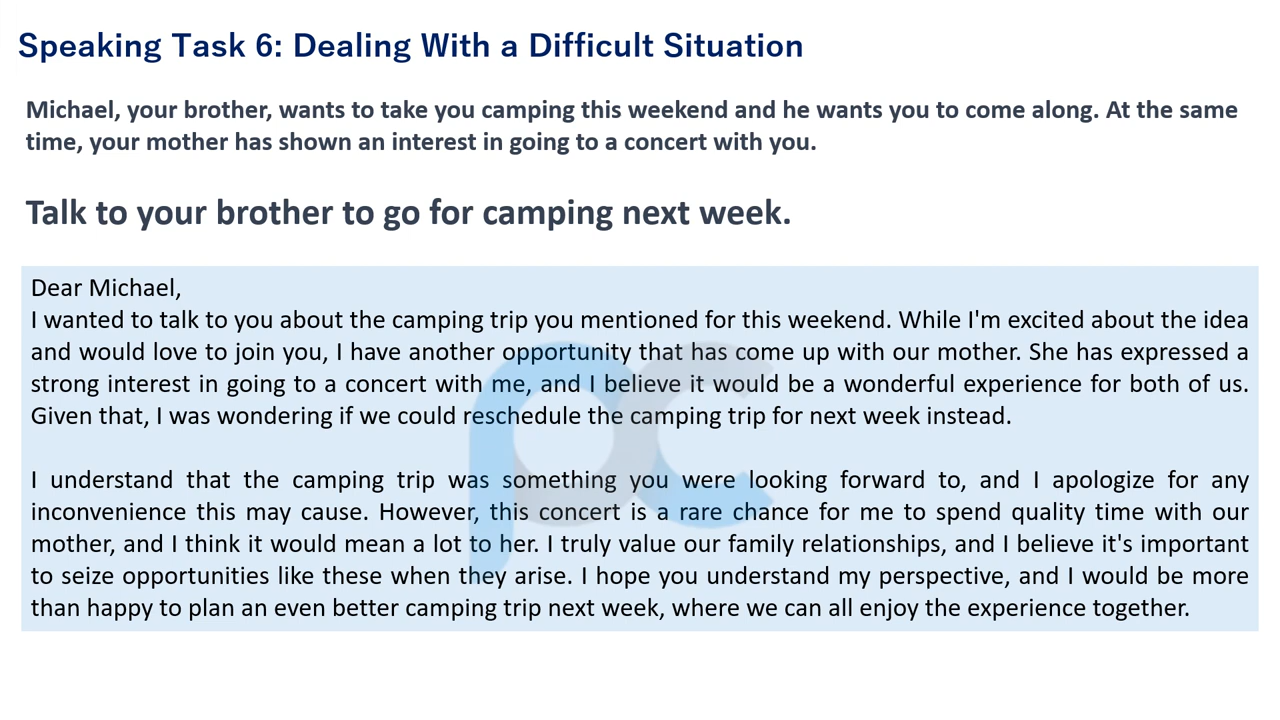 Speaking Task 6: Dealing With a Difficult Situation
Michael, your brother, wants to take you camping this weekend and he wants you to come along. At the same
time, your mother has shown an interest in going to a concert with you.
Talk to your brother to go for camping next week.
Dear Michael,
I wanted to talk to you about the camping trip you mentioned for this weekend. While I'm excited about the idea
and would love to join you, I have another opportunity that has come up with our mother. She has expressed a
strong interest in going to a concert with me, and I believe it would be a wonderful experience for both of us.
Given that, I was wondering if we could reschedule the camping trip for next week instead.
I understand that the camping trip was something you were looking forward to, and I apologize for any
inconvenience this may cause. However, this concert is a rare chance for me to spend quality time with our
mother, and I think it would mean a lot to her. I truly value our family relationships, and I believe it's important
to seize opportunities like these when they arise. I hope you understand my perspective, and I would be more
than happy to plan an even better camping trip next week, where we can all enjoy the experience together.
pc